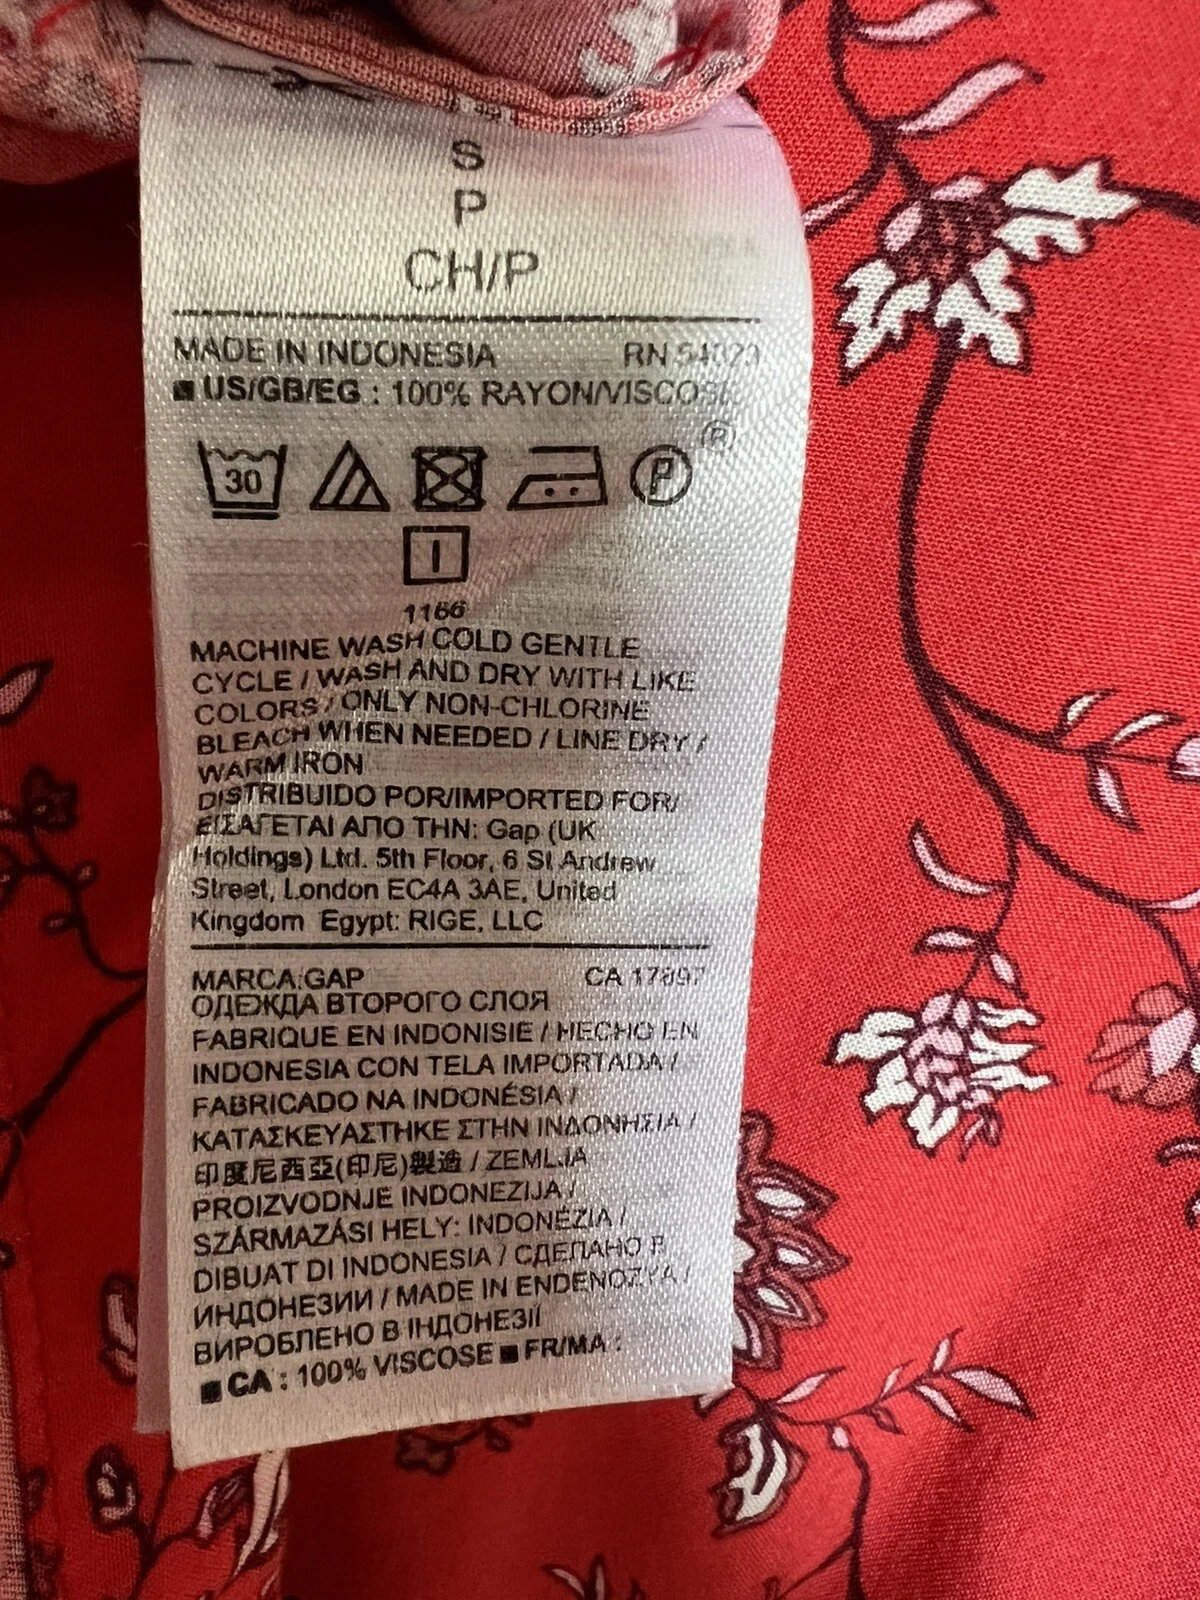 S
P
CH/P
MADE IN INDONESIA RN 54023
■ US/GB/EG : 100% RAYON/VISCOSE
30
P ®
I
1166
MACHINE WASH COLD GENTLE
CYCLE / WASH AND DRY WITH LIKE
COLORS / ONLY NON-CHLORINE
BLEACH WHEN NEEDED / LINE DRY /
WARM IRON
DISTRIBUIDO POR/IMPORTED FOR/
ΕΙΣΑΓΕΤΑΙ ΑΠΟ ΤΗΝ: Gap (UK
Holdings) Ltd. 5th Floor, 6 St Andrew
Street, London EC4A 3AE, United
Kingdom Egypt: RIGE, LLC
MARCA:GAP CA 17897
ОДЕЖДА ВТОРОГО СЛОЯ
FABRIQUE EN INDONISIE / HECHO EN
INDONESIA CON TELA IMPORTADA /
FABRICADO NA INDONÉSIA /
ΚΑΤΑΣΚΕΥΑΣΤΗΚΕ ΣΤΗΝ ΙΝΔΟΝΗΣΙΑ /
印度尼西亞(印尼)製造 / ZEMLJA
PROIZVODNJE INDONEZIJA /
SZÁRMAZÁSI HELY: INDONÉZIA /
DIBUAT DI INDONESIA / СДЕЛАНО В
ИНДОНЕЗИИ / MADE IN ENDENOZYA /
ВИРОБЛЕНО В ІНДОНЕЗІЇ
■ CA : 100% VISCOSE ■ FR/MA :